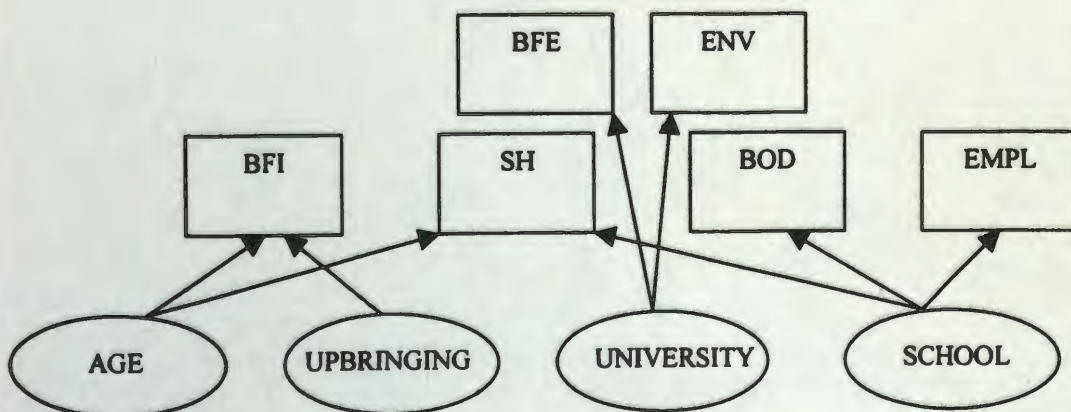 BFE ENV
BFI SH BOD EMPL
AGE UPBRINGING UNIVERSITY SCHOOL